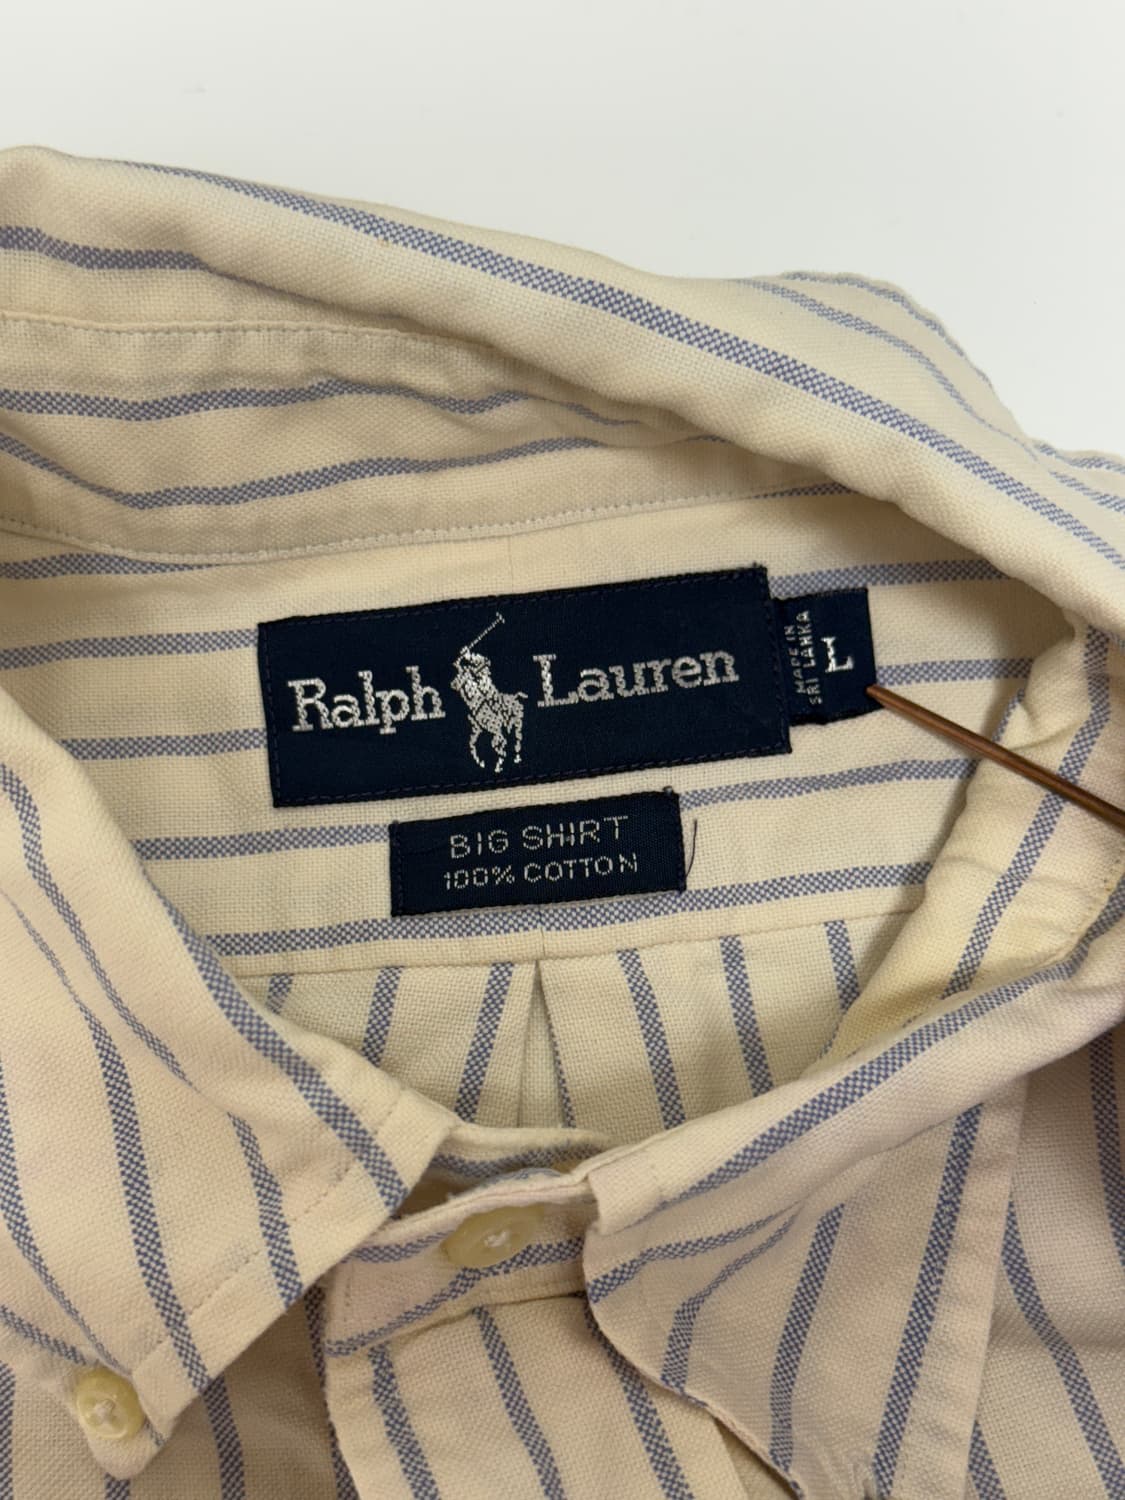 Ralph Lauren
MADE IN
SRI LANKA
L
BIG SHIRT
100% COTTON